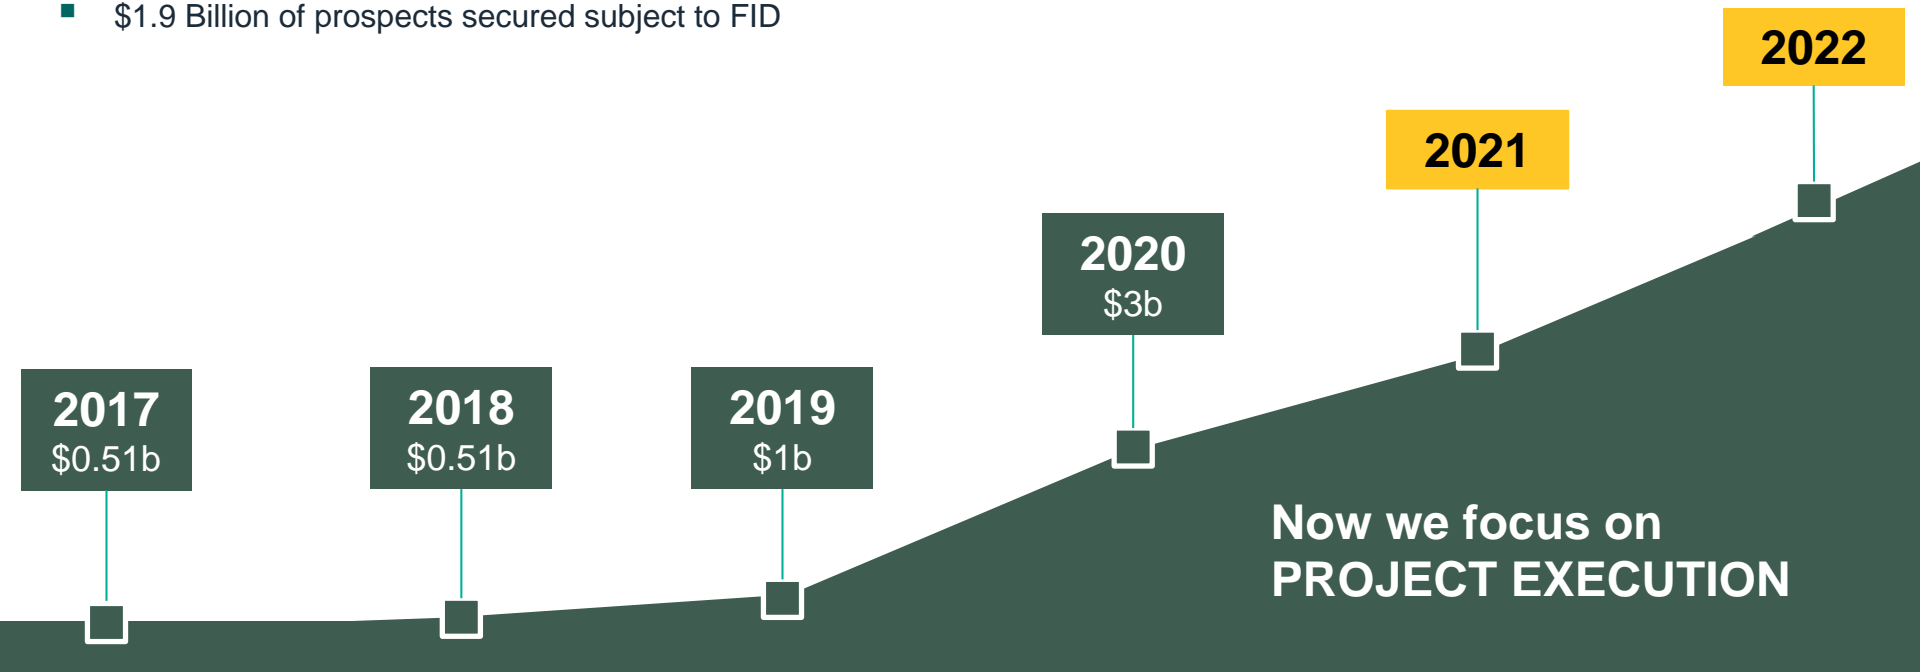 $1.9 Billion of prospects secured subject to FID
2022
2021
2020
$3b
2017
$0.51b
2018
$0.51b
2019
$1b
Now we focus on
PROJECT EXECUTION